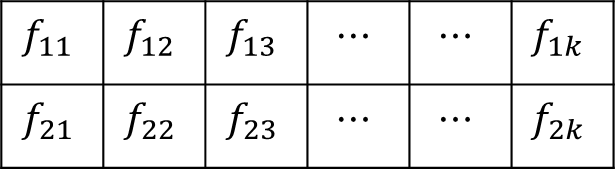 f₁₁ f₁₂ f₁₃ ⋯ ⋯ f₁ₖ
f₂₁ f₂₂ f₂₃ ⋯ ⋯ f₂ₖ